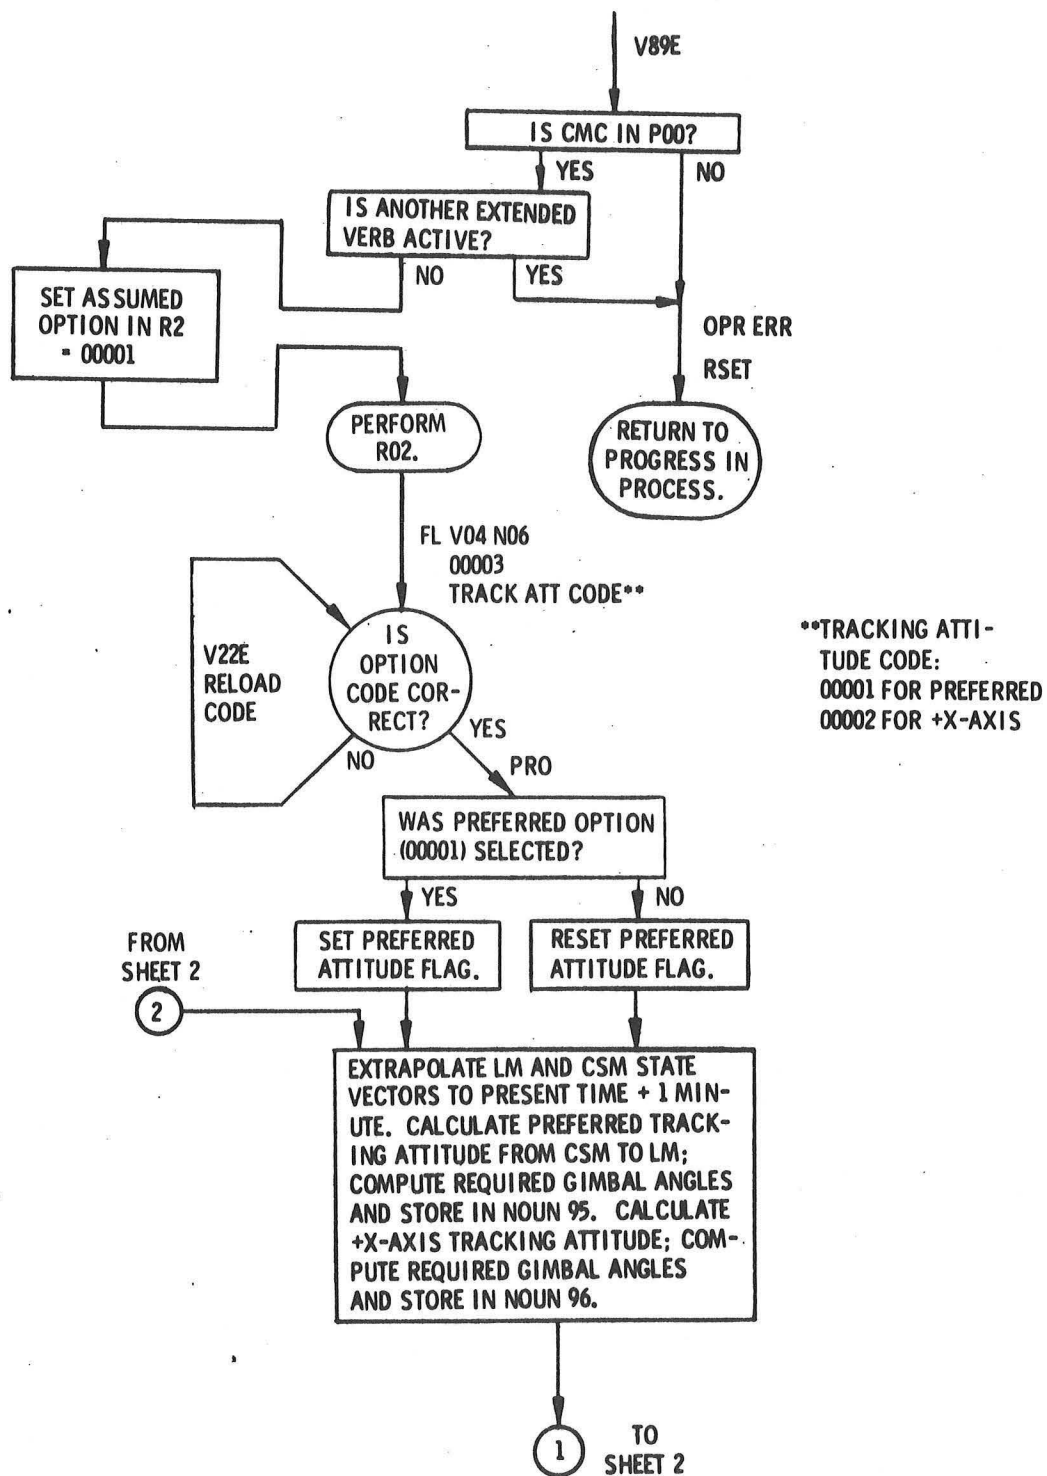 V89E
IS CMC IN P00?
YES
NO
IS ANOTHER EXTENDED
VERB ACTIVE?
NO
YES
SET ASSUMED
OPTION IN R2
= 00001
OPR ERR
RSET
PERFORM
R02.
RETURN TO
PROGRESS IN
PROCESS.
FL V04 N06
00003
TRACK ATT CODE**
**TRACKING ATTI-
TUDE CODE:
00001 FOR PREFERRED
00002 FOR +X-AXIS
IS
OPTION
CODE COR-
RECT?
V22E
RELOAD
CODE
NO
YES
PRO
WAS PREFERRED OPTION
(00001) SELECTED?
YES
NO
SET PREFERRED
ATTITUDE FLAG.
RESET PREFERRED
ATTITUDE FLAG.
FROM
SHEET 2
2
EXTRAPOLATE LM AND CSM STATE
VECTORS TO PRESENT TIME + 1 MIN-
UTE. CALCULATE PREFERRED TRACK-
ING ATTITUDE FROM CSM TO LM;
COMPUTE REQUIRED GIMBAL ANGLES
AND STORE IN NOUN 95. CALCULATE
+X-AXIS TRACKING ATTITUDE; COM-
PUTE REQUIRED GIMBAL ANGLES
AND STORE IN NOUN 96.
1
TO
SHEET 2